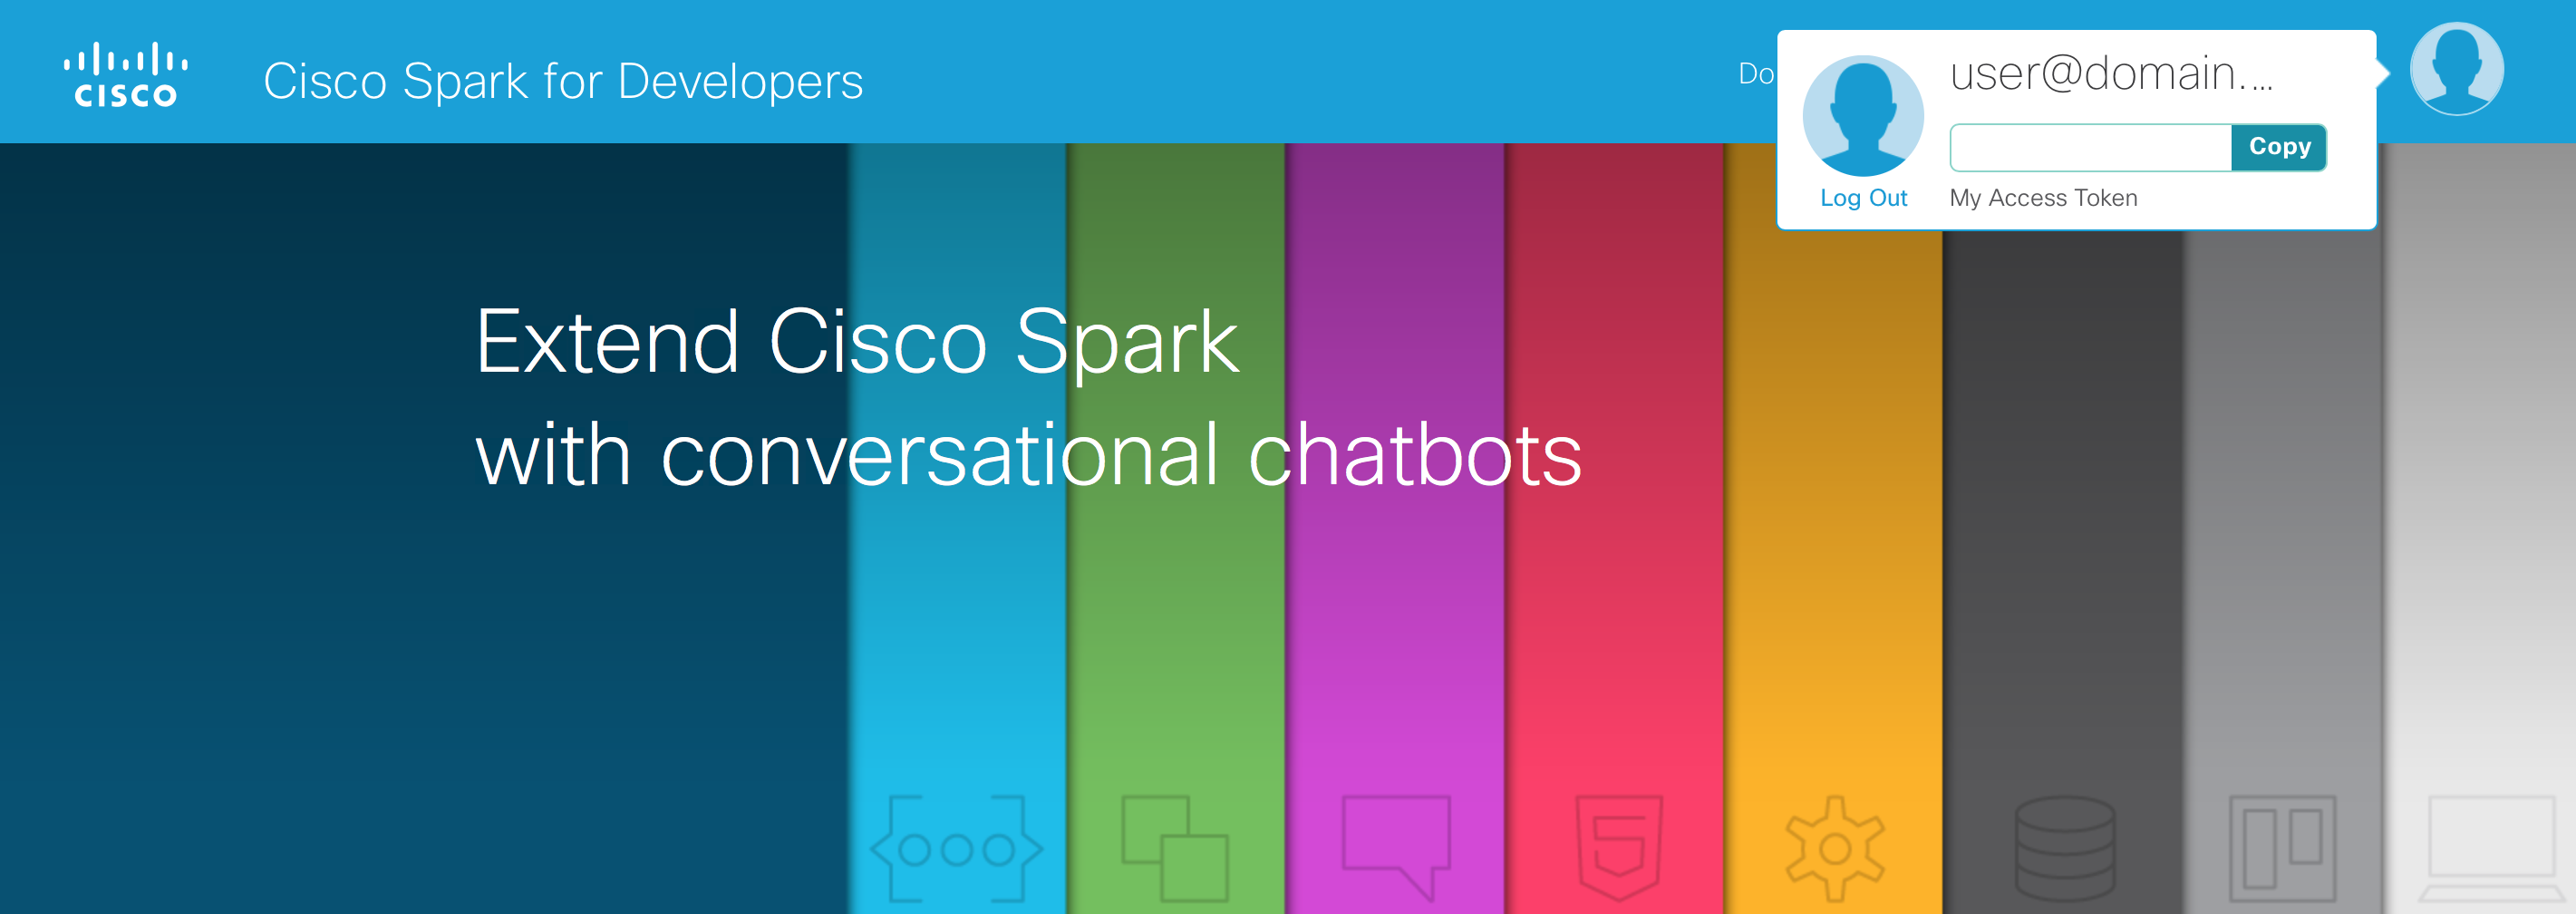 CISCO
Cisco Spark for Developers
Do
user@domain. ...
Copy
Log Out
My Access Token
Extend Cisco Spark
with conversational chatbots